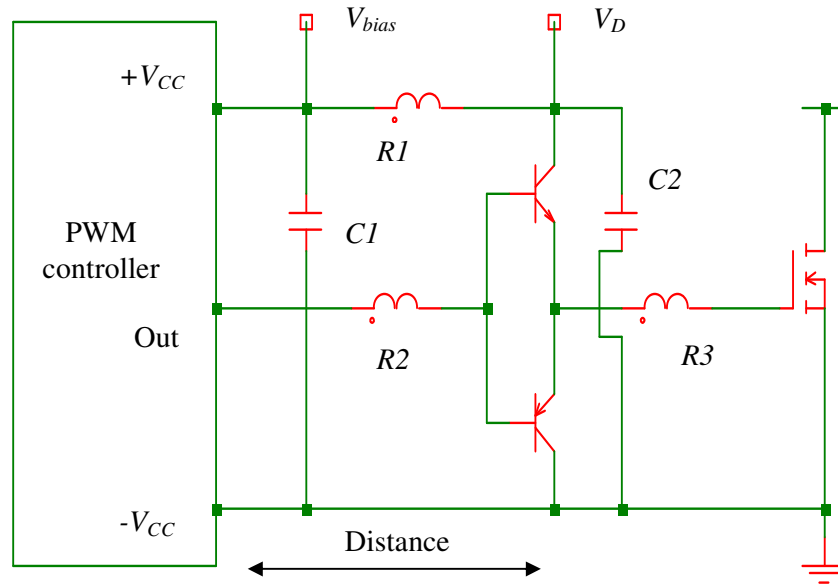 V_bias
V_D
+V_CC
R1
C2
PWM
controller
C1
Out
R2
R3
-V_CC
Distance